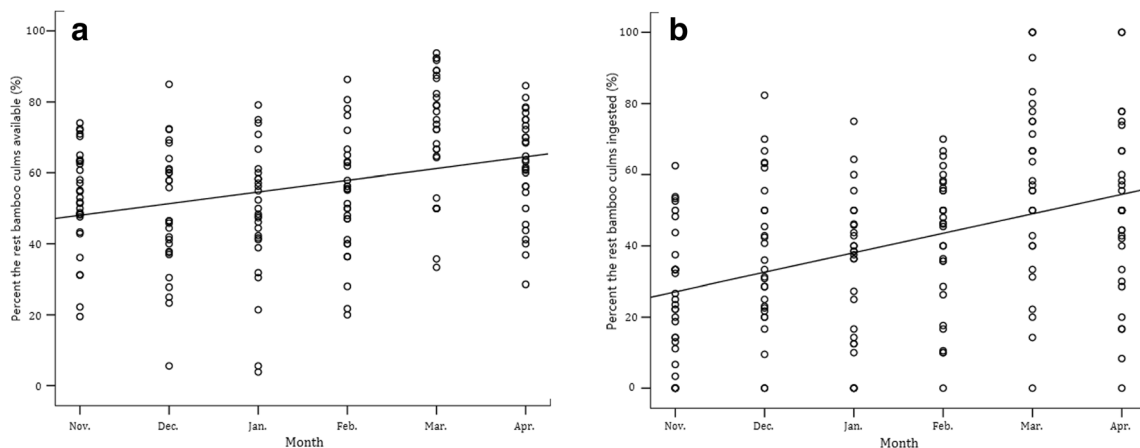 a
Percent the rest bamboo culms available (%)
100
80
60
40
20
0
Nov.
Dec.
Jan.
Feb.
Mar.
Apr.
Month
b
Percent the rest bamboo culms ingested (%)
100
80
60
40
20
0
Nov.
Dec.
Jan.
Feb.
Mar.
Apr.
Month